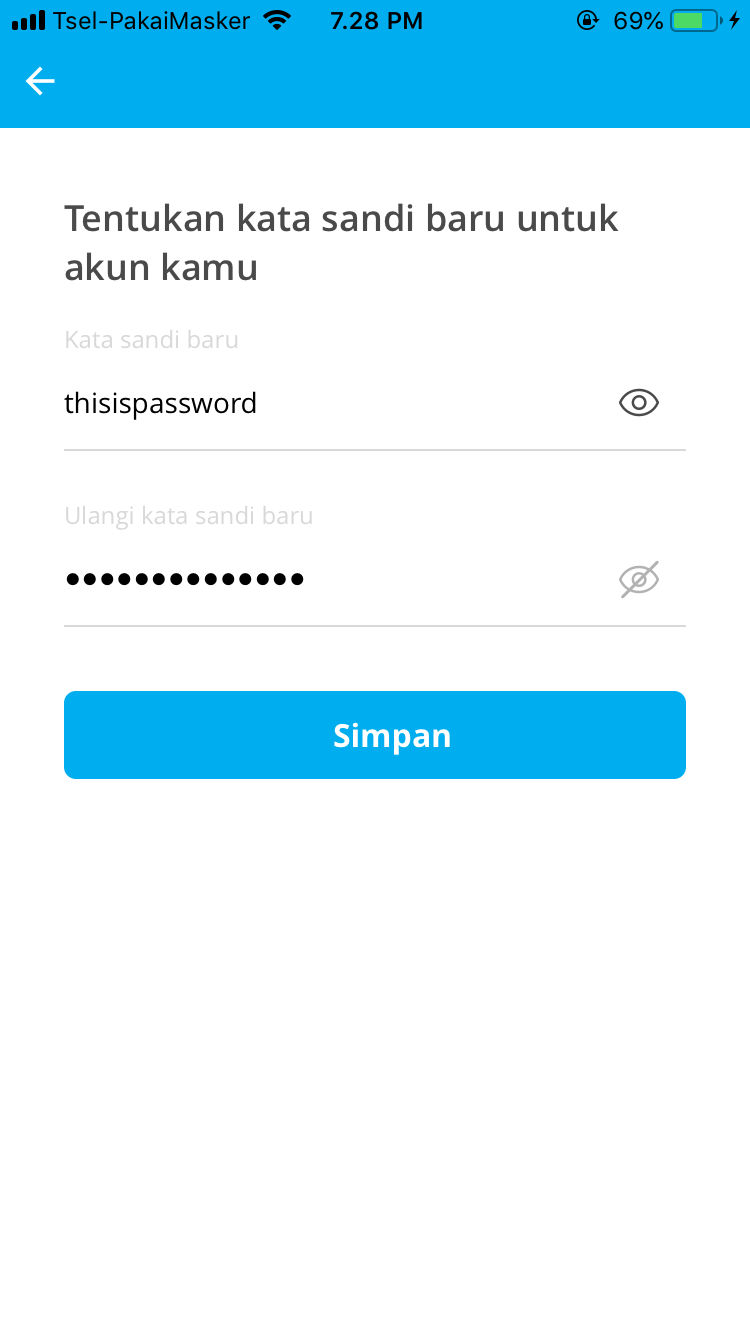 Tsel-PakaiMasker 7.28 PM 69%
Tentukan kata sandi baru untuk
akun kamu
Kata sandi baru
thisispassword
Ulangi kata sandi baru
••••••••••••••
Simpan